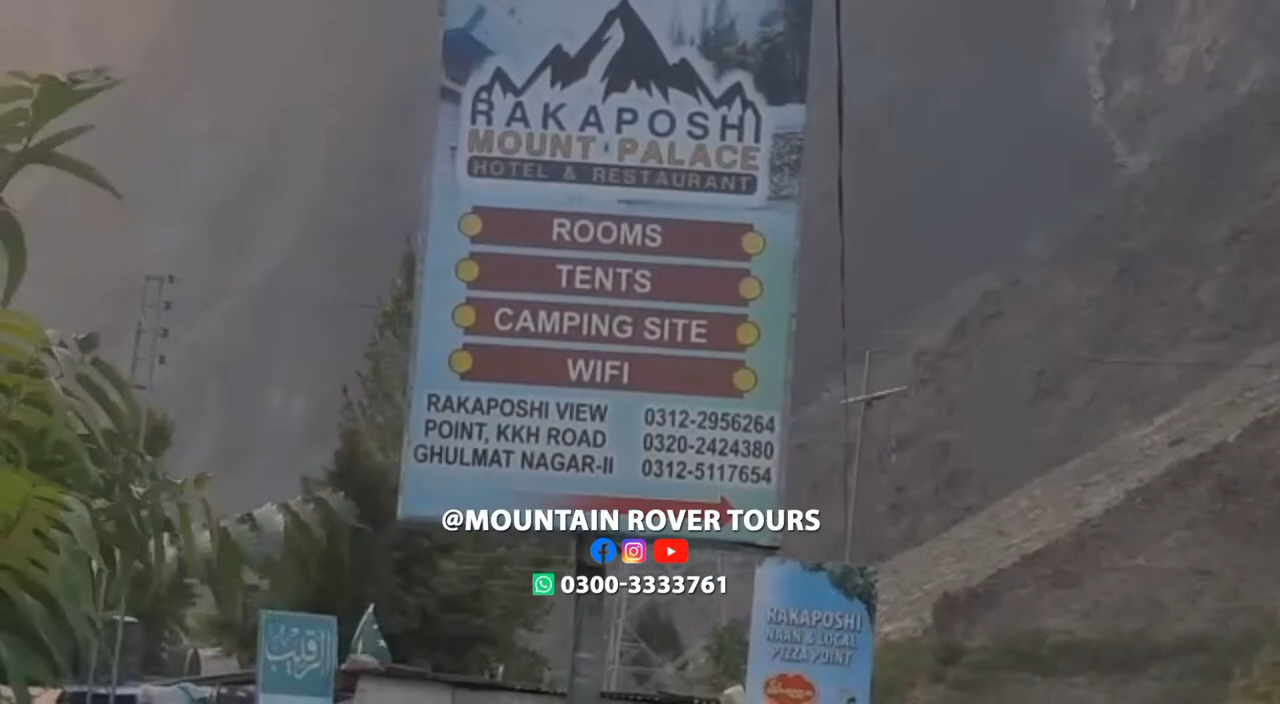 RAKAPOSHI
MOUNT PALACE
HOTEL & RESTAURANT
ROOMS
TENTS
CAMPING SITE
WIFI
RAKAPOSHI VIEW
POINT, KKH ROAD
GHULMAT NAGAR-II
0312-2956264
0320-2424380
0312-5117654
@MOUNTAIN ROVER TOURS
0300-3333761
الرقيب
RAKAPOSHI
NAAN & LOCAL
PIZZA POINT